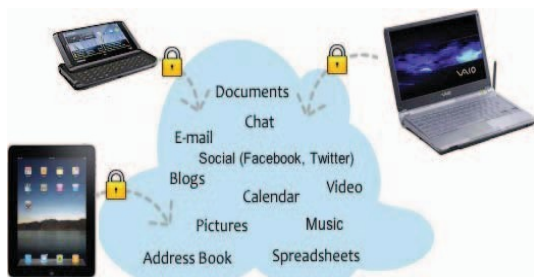 Documents
Chat
E-mail
Social (Facebook, Twitter)
Blogs
Calendar
Video
Pictures
Music
Address Book
Spreadsheets
VAIO